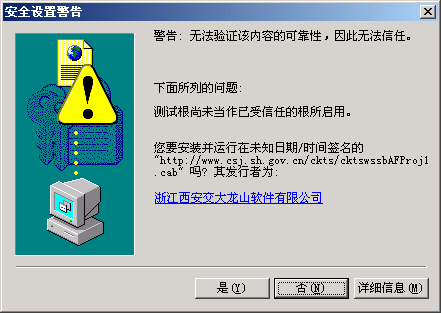 安全设置警告
警告: 无法验证该内容的可靠性，因此无法信任。
下面所列的问题:
测试根尚未当作已受信任的根所启用。
您要安装并运行在未知日期/时间签名的
"http://www.csj.sh.gov.cn/ckts/cktswssbAFProj1
.cab" 吗? 其发行者为:
浙江西安交大龙山软件有限公司
是(Y)
否(N)
详细信息(M)